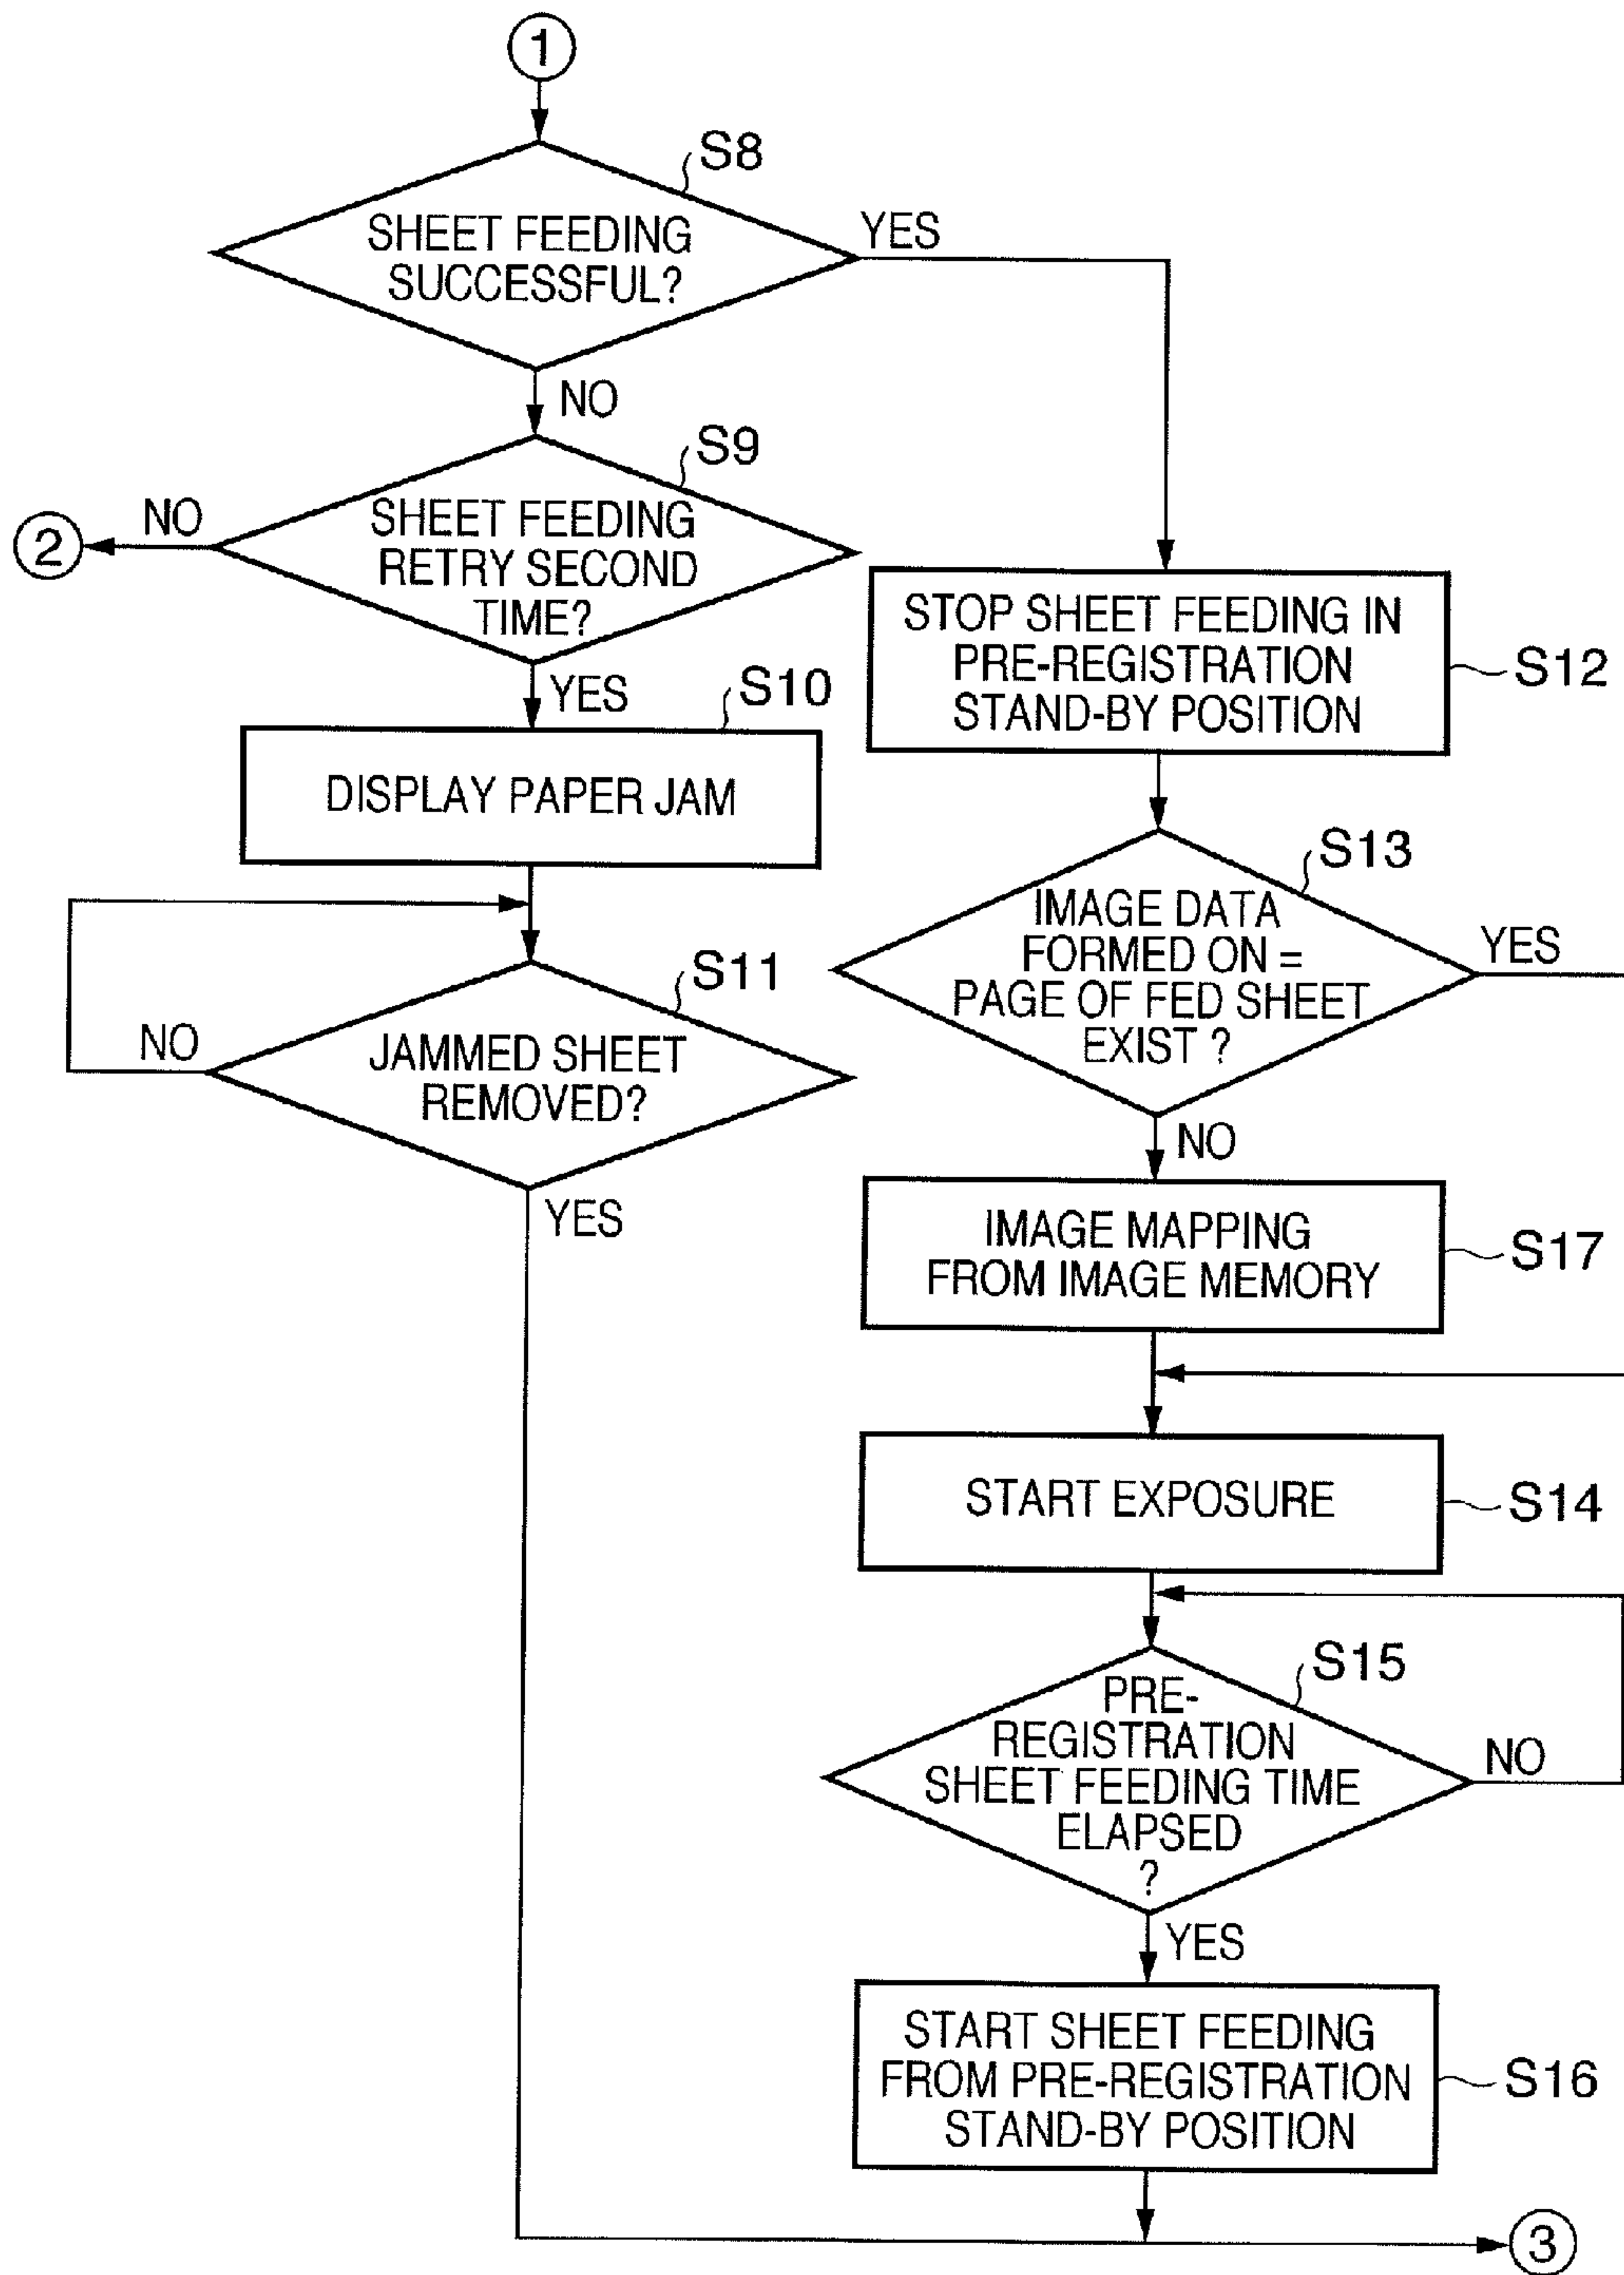 1
S8
SHEET FEEDING
SUCCESSFUL?
YES
NO
S9
SHEET FEEDING
RETRY SECOND
TIME?
NO
2
YES
S10
DISPLAY PAPER JAM
S11
JAMMED SHEET
REMOVED?
NO
YES
STOP SHEET FEEDING IN
PRE-REGISTRATION
STAND-BY POSITION
S12
S13
IMAGE DATA
FORMED ON =
PAGE OF FED SHEET
EXIST ?
YES
NO
IMAGE MAPPING
FROM IMAGE MEMORY
S17
START EXPOSURE
S14
S15
PRE-
REGISTRATION
SHEET FEEDING TIME
ELAPSED
?
NO
YES
START SHEET FEEDING
FROM PRE-REGISTRATION
STAND-BY POSITION
S16
3